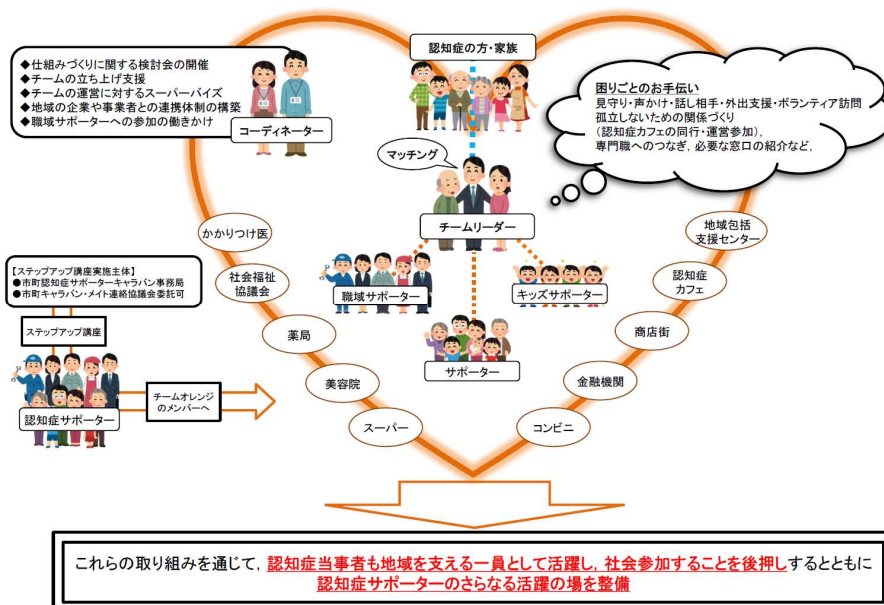 認知症の方・家族
◆仕組みづくりに関する検討会の開催
◆チームの立ち上げ支援
◆チームの運営に対するスーパーバイズ
◆地域の企業や事業者との連携体制の構築
◆職域サポーターへの参加の働きかけ
コーディネーター
困りごとのお手伝い
見守り・声かけ・話し相手・外出支援・ボランティア訪問
孤立しないための関係づくり
（認知症カフェの同行・運営参加），
専門職へのつなぎ，必要な窓口の紹介など，
マッチング
チームリーダー
職域サポーター
キッズサポーター
サポーター
かかりつけ医
社会福祉
協議会
薬局
美容院
スーパー
地域包括
支援センター
認知症
カフェ
商店街
金融機関
コンビニ
【ステップアップ講座実施主体】
●市町認知症サポーターキャラバン事務局
●市町キャラバン・メイト連絡協議会委託可
ステップアップ講座
認知症サポーター
チームオレンジ
のメンバーへ
これらの取り組みを通じて，認知症当事者も地域を支える一員として活躍し，社会参加することを後押しするとともに
認知症サポーターのさらなる活躍の場を整備